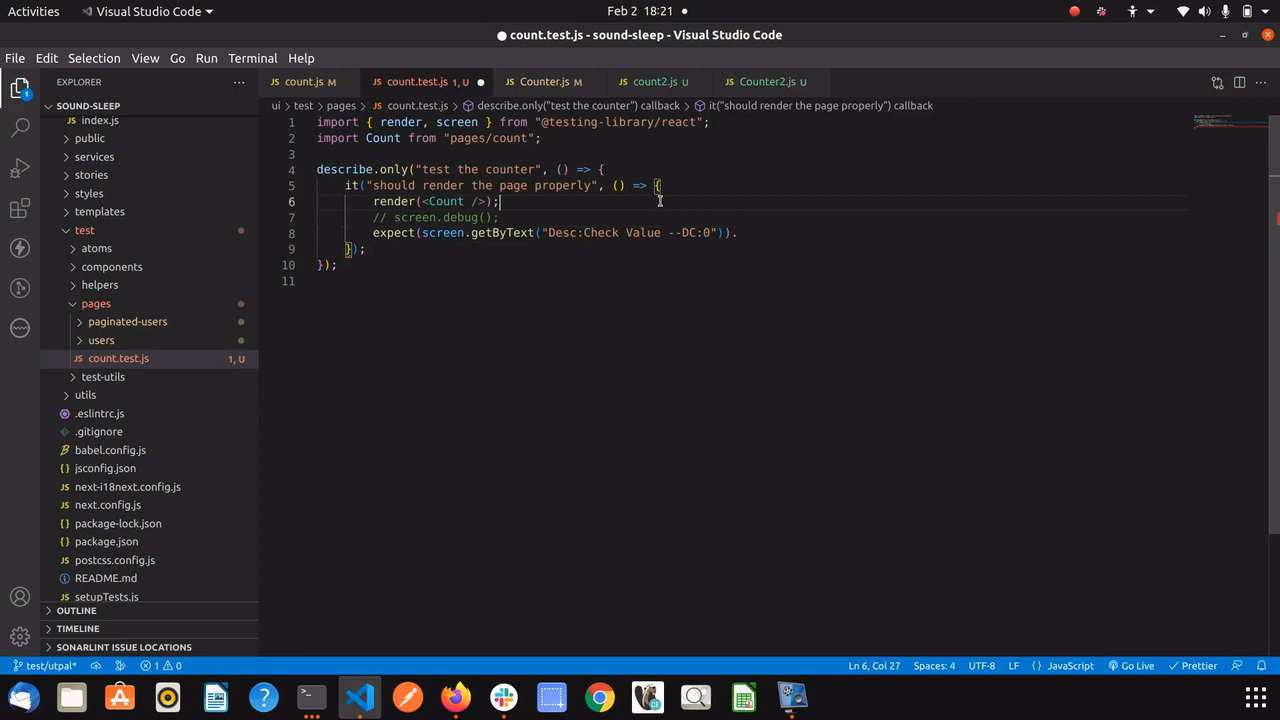 Activities
Visual Studio Code
Feb 2 18:21
count.test.js - sound-sleep - Visual Studio Code
File Edit Selection View Go Run Terminal Help
1
EXPLORER
count.js M
count.test.js 1, U
Counter.js M
count2.js U
Counter2.js U
SOUND-SLEEP
index.js
public
services
stories
styles
templates
test
atoms
components
helpers
pages
paginated-users
users
count.test.js 1, U
test-utils
utils
.eslintrc.js
.gitignore
babel.config.js
jsconfig.json
next-i18next.config.js
next.config.js
package-lock.json
package.json
postcss.config.js
README.md
setupTests.js
OUTLINE
TIMELINE
SONARLINT ISSUE LOCATIONS
ui > test > pages > count.test.js > describe.only("test the counter") callback > it("should render the page properly") callback
1 import { render, screen } from "@testing-library/react";
2 import Count from "pages/count";
3
4 describe.only("test the counter", () => {
5 it("should render the page properly", () => {
6 render(<Count />);
7 // screen.debug();
8 expect(screen.getByText("Desc:Check Value --DC:0")).
9 });
10 });
11
test/utpal* 1 0
Ln 6, Col 27 Spaces: 4 UTF-8 LF JavaScript Go Live Prettier